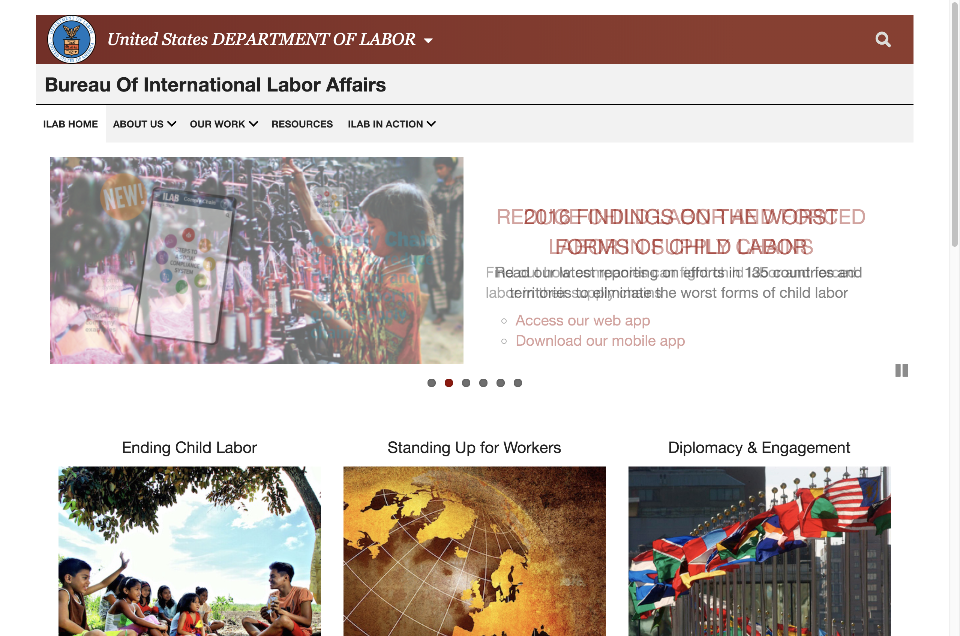 United States DEPARTMENT OF LABOR
Bureau Of International Labor Affairs
ILAB HOME
ABOUT US
OUR WORK
RESOURCES
ILAB IN ACTION
NEW!
ILAB
2016 FINDINGS ON THE WORST
FORMS OF CHILD LABOR
Read our latest reporting on efforts in 135 countries and
territories to eliminate the worst forms of child labor
Access our web app
Download our mobile app
Ending Child Labor
Standing Up for Workers
Diplomacy & Engagement